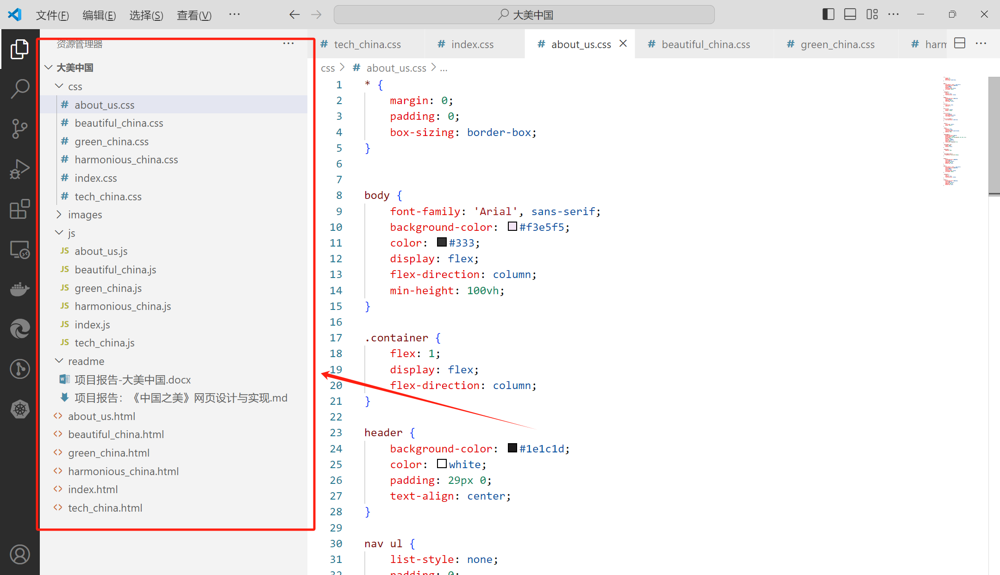 文件(F) 编辑(E) 选择(S) 查看(V) ··· 大美中国 ···
资源管理器 ···
大美中国
css
# about_us.css
# beautiful_china.css
# green_china.css
# harmonious_china.css
# index.css
# tech_china.css
images
js
JS about_us.js
JS beautiful_china.js
JS green_china.js
JS harmonious_china.js
JS index.js
JS tech_china.js
readme
项目报告-大美中国.docx
项目报告：《中国之美》网页设计与实现.md
<> about_us.html
<> beautiful_china.html
<> green_china.html
<> harmonious_china.html
<> index.html
<> tech_china.html
# tech_china.css # index.css # about_us.css # beautiful_china.css # green_china.css # harm ···
css > # about_us.css > ...
1 * {
2 margin: 0;
3 padding: 0;
4 box-sizing: border-box;
5 }
6
7
8 body {
9 font-family: 'Arial', sans-serif;
10 background-color: #f3e5f5;
11 color: #333;
12 display: flex;
13 flex-direction: column;
14 min-height: 100vh;
15 }
16
17 .container {
18 flex: 1;
19 display: flex;
20 flex-direction: column;
21 }
22
23 header {
24 background-color: #1e1c1d;
25 color: white;
26 padding: 29px 0;
27 text-align: center;
28 }
29
30 nav ul {
31 list-style: none;
32 padding: 0;